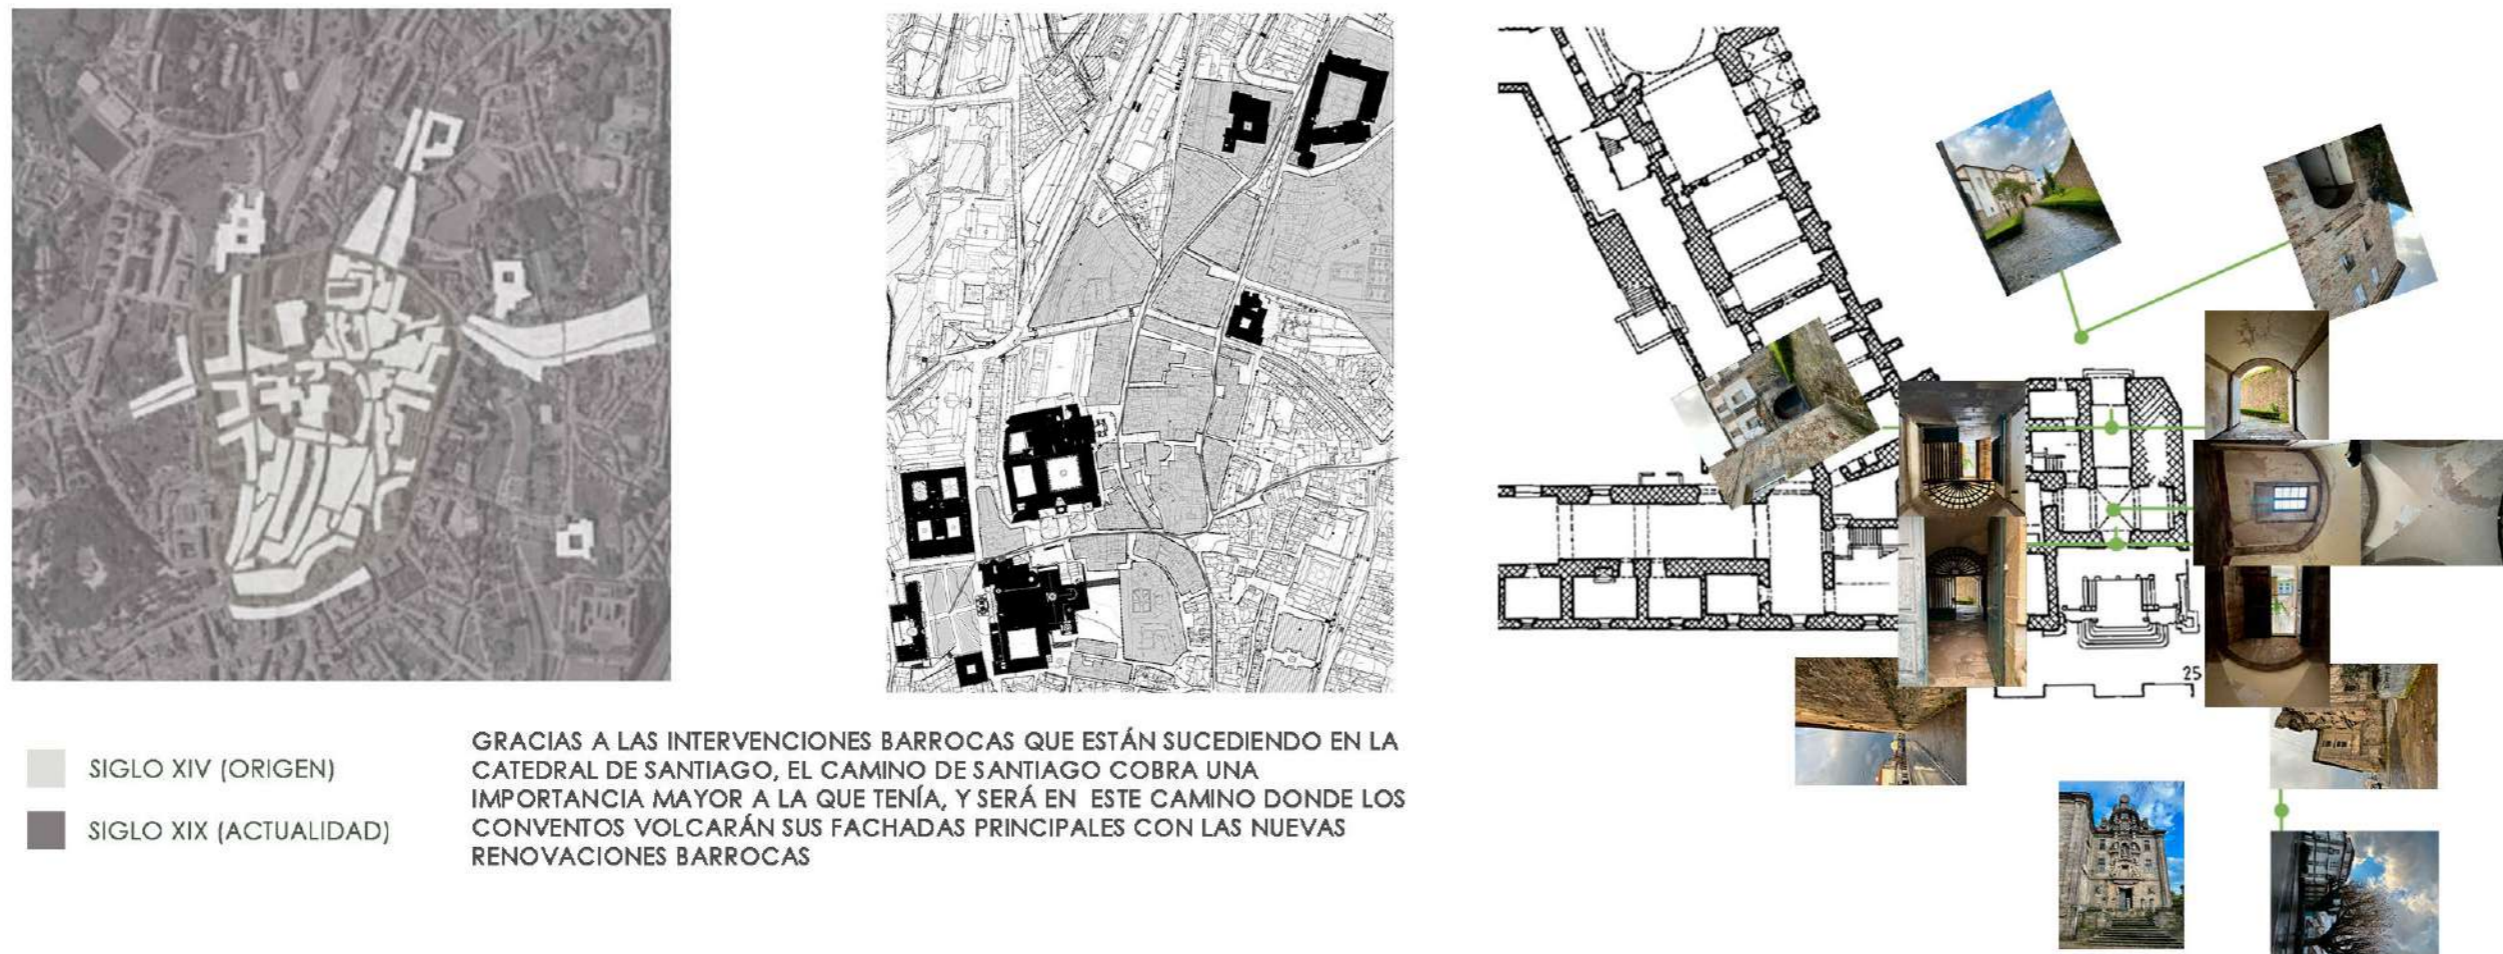 SIGLO XIV (ORIGEN)
SIGLO XIX (ACTUALIDAD)
GRACIAS A LAS INTERVENCIONES BARROCAS QUE ESTÁN SUCEDIENDO EN LA
CATEDRAL DE SANTIAGO, EL CAMINO DE SANTIAGO COBRA UNA
IMPORTANCIA MAYOR A LA QUE TENÍA, Y SERÁ EN ESTE CAMINO DONDE LOS
CONVENTOS VOLCARÁN SUS FACHADAS PRINCIPALES CON LAS NUEVAS
RENOVACIONES BARROCAS
25